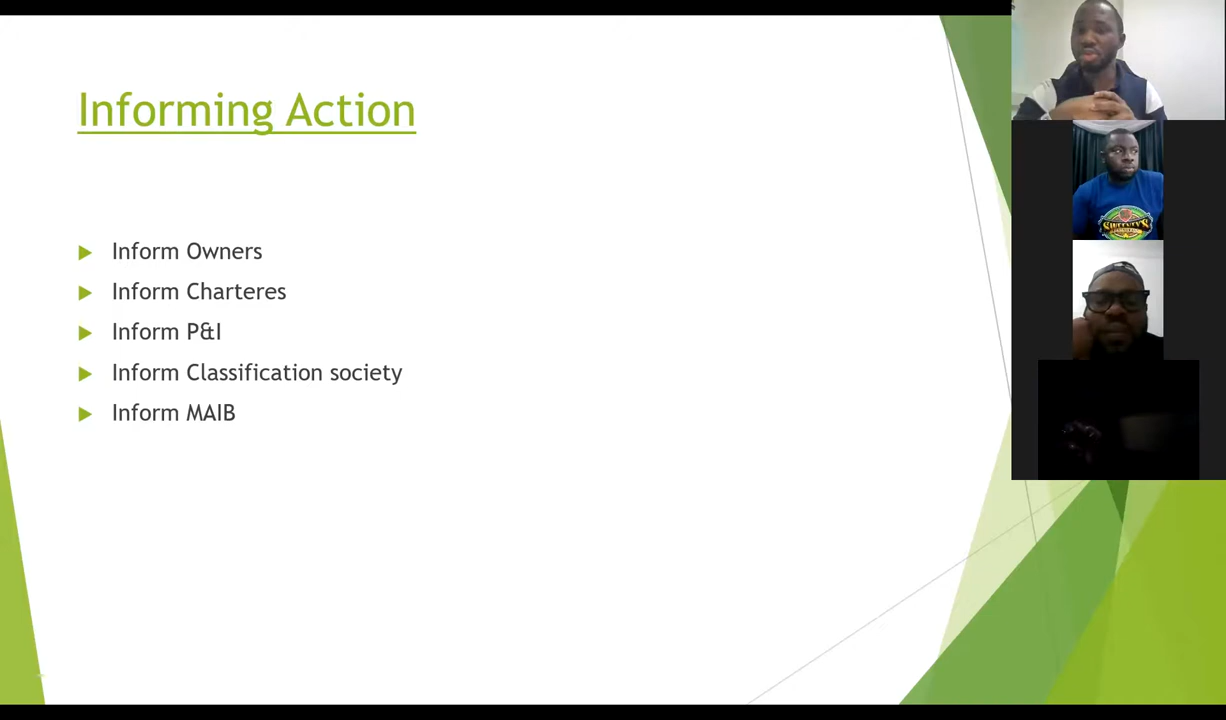 Informing Action
Inform Owners
Inform Charteres
Inform P&I
Inform Classification society
Inform MAIB